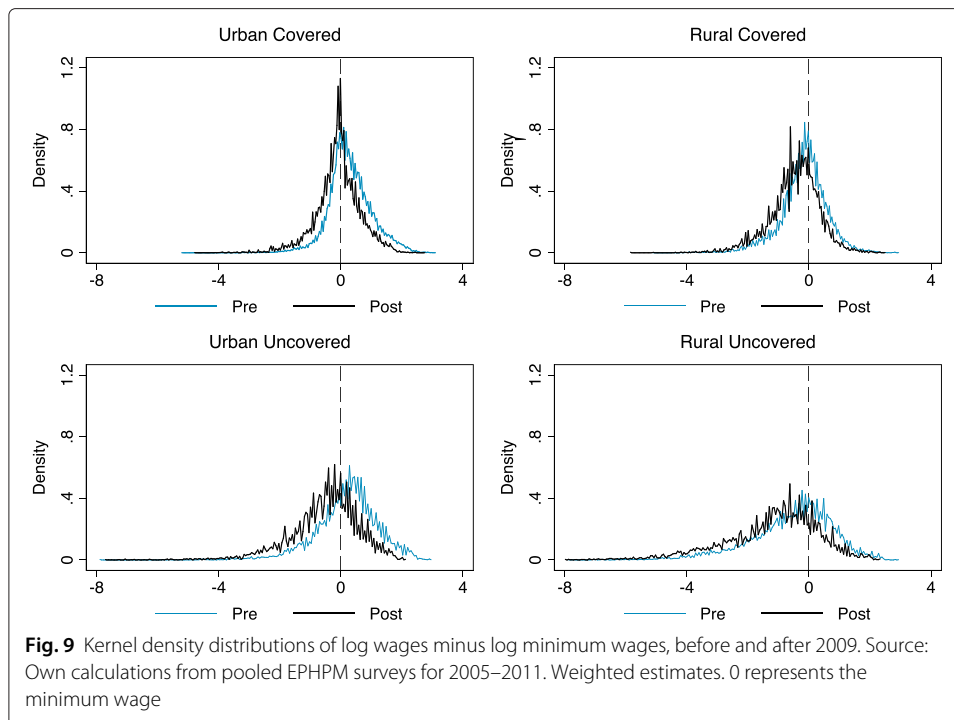 Urban Covered
Density
0 .4 .8 1.2
-8 -4 0 4
Pre Post
Rural Covered
Density
0 .4 .8 1.2
-8 -4 0 4
Pre Post
Urban Uncovered
Density
0 .4 .8 1.2
-8 -4 0 4
Pre Post
Rural Uncovered
Density
0 .4 .8 1.2
-8 -4 0 4
Pre Post
Fig. 9 Kernel density distributions of log wages minus log minimum wages, before and after 2009. Source:
Own calculations from pooled EPHPM surveys for 2005–2011. Weighted estimates. 0 represents the
minimum wage